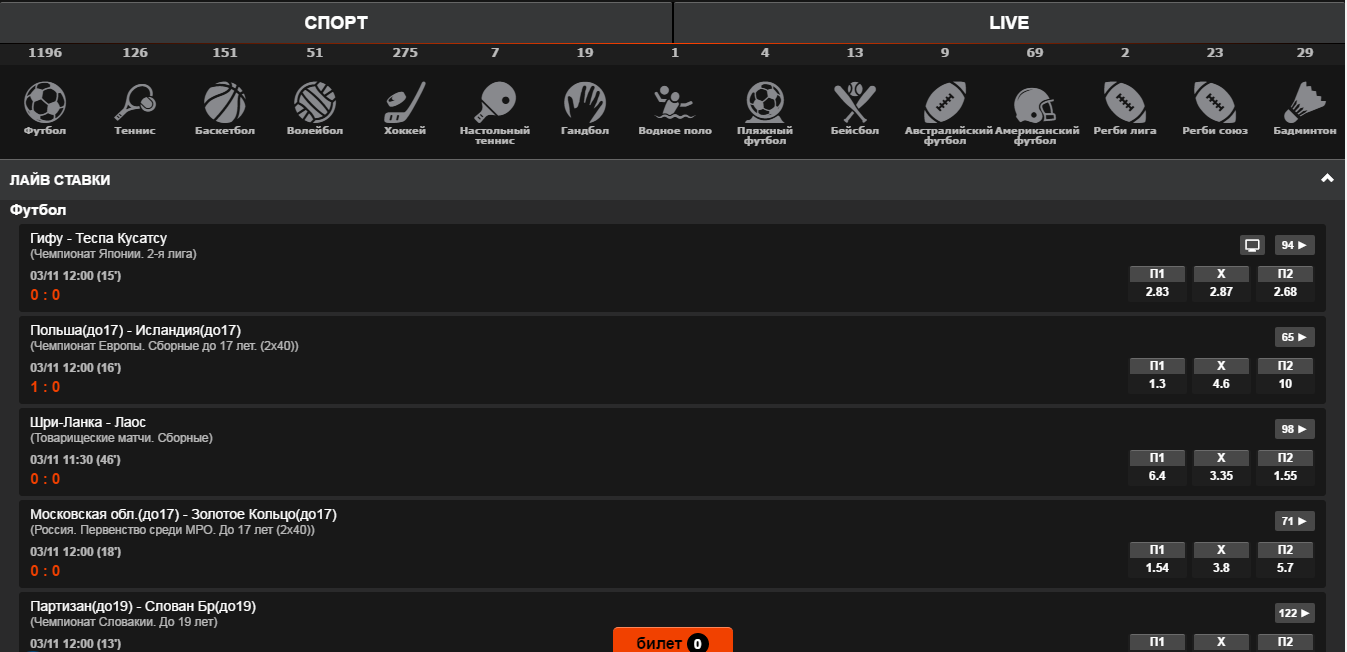 СПОРТ LIVE
1196 126 151 51 275 7 19 1 4 13 9 69 2 23 29
Футбол Теннис Баскетбол Волейбол Хоккей Настольный теннис Гандбол Водное поло Пляжный футбол Бейсбол Австралийский футбол Американский футбол Регби лига Регби союз Бадминтон
ЛАЙВ СТАВКИ
Футбол
Гифу - Теспа Кусатсу
(Чемпионат Японии. 2-я лига)
94
03/11 12:00 (15')
П1 X П2
0 : 0
2.83 2.87 2.68
Польша(до17) - Исландия(до17)
(Чемпионат Европы. Сборные до 17 лет. (2x40))
65
03/11 12:00 (16')
П1 X П2
1 : 0
1.3 4.6 10
Шри-Ланка - Лаос
(Товарищеские матчи. Сборные)
98
03/11 11:30 (46')
П1 X П2
0 : 0
6.4 3.35 1.55
Московская обл.(до17) - Золотое Кольцо(до17)
(Россия. Первенство среди МРО. До 17 лет (2x40))
71
03/11 12:00 (18')
П1 X П2
0 : 0
1.54 3.8 5.7
Партизан(до19) - Слован Бр(до19)
(Чемпионат Словакии. До 19 лет)
122
03/11 12:00 (13')
П1 X П2
билет 0